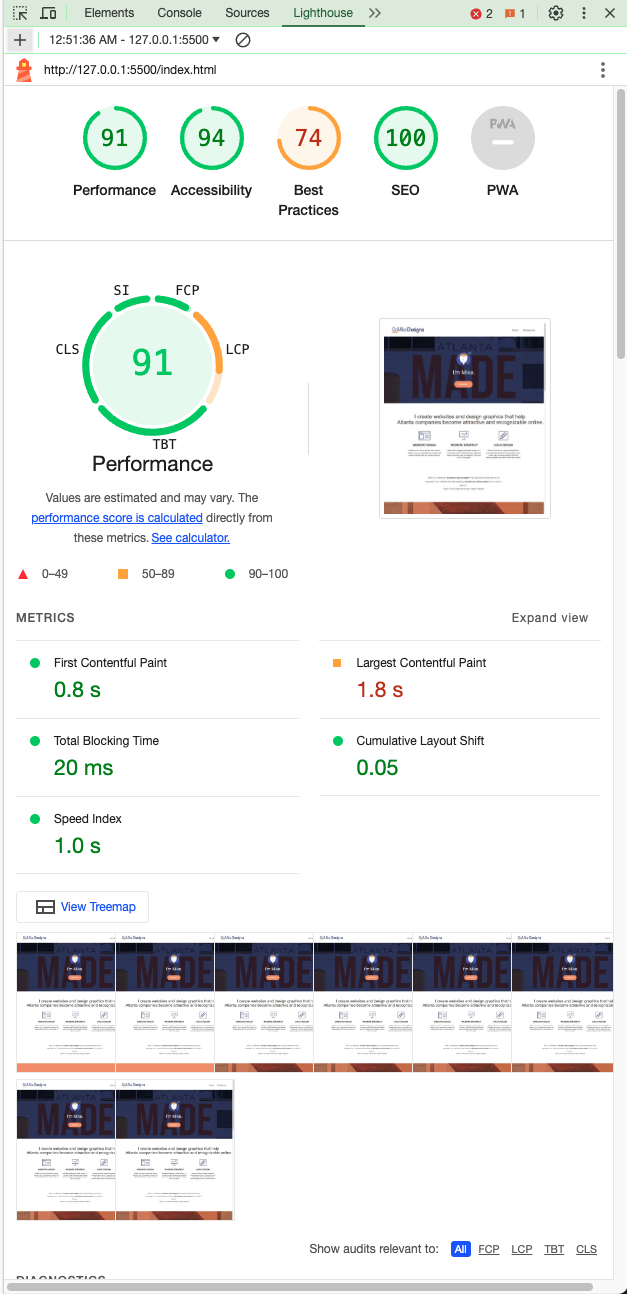 Elements Console Sources Lighthouse 2 1
12:51:36 AM - 127.0.0.1:5500
http://127.0.0.1:5500/index.html
91 94 74 100 PWA
Performance Accessibility Best Practices SEO PWA
SI FCP
CLS LCP
91
TBT
Performance
Values are estimated and may vary. The
performance score is calculated directly from
these metrics. See calculator.
0–49 50–89 90–100
ATLANTA
MADE
I'm Mike.
I create websites and design graphics that help
Atlanta companies become attractive and recognizable online.
METRICS Expand view
First Contentful Paint
0.8 s
Largest Contentful Paint
1.8 s
Total Blocking Time
20 ms
Cumulative Layout Shift
0.05
Speed Index
1.0 s
View Treemap
Show audits relevant to: All FCP LCP TBT CLS
DIAGNOSTICS